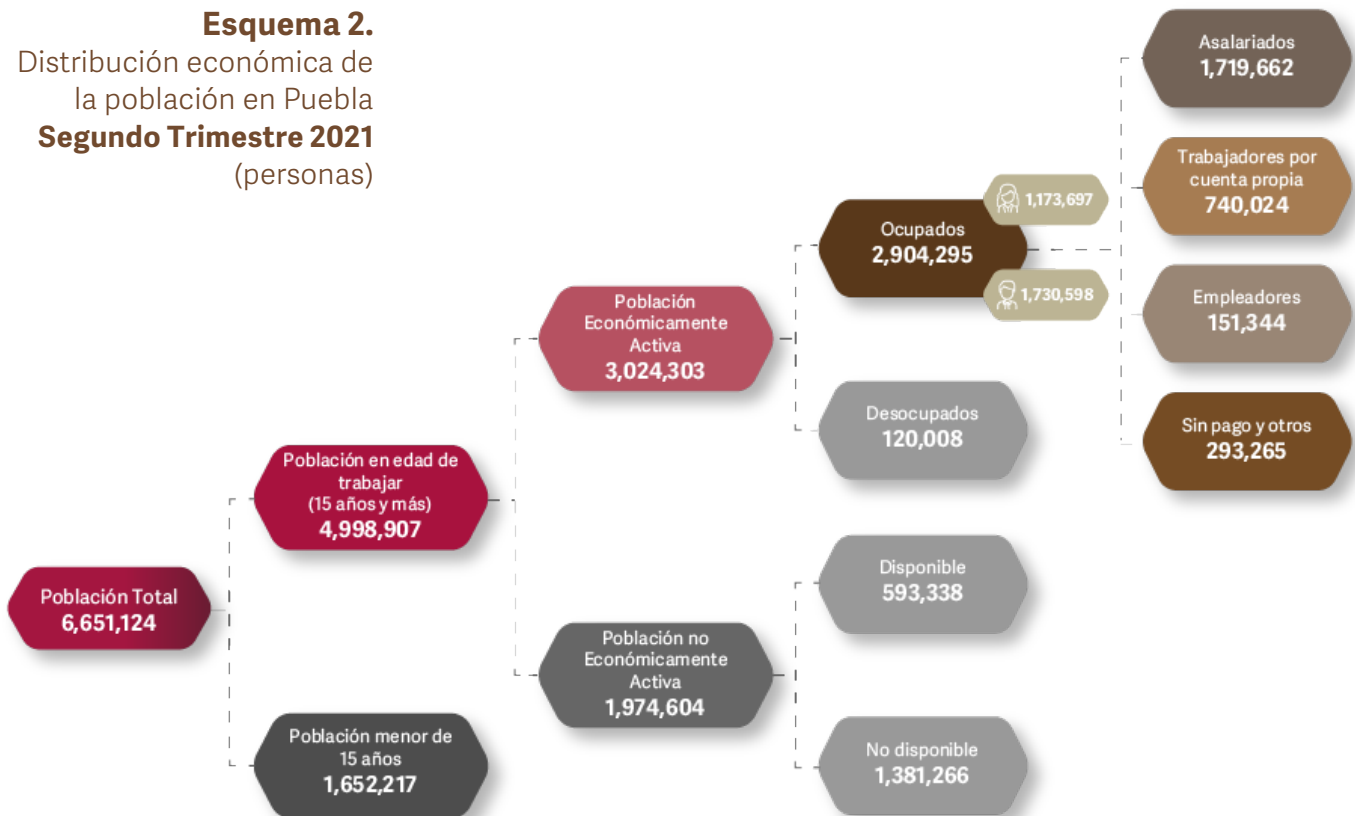 Esquema 2.
Distribución económica de
la población en Puebla
Segundo Trimestre 2021
(personas)
Población Total
6,651,124
Población en edad de
trabajar
(15 años y más)
4,998,907
Población menor de
15 años
1,652,217
Población
Económicamente
Activa
3,024,303
Población no
Económicamente
Activa
1,974,604
Ocupados
2,904,295
1,173,697
1,730,598
Desocupados
120,008
Disponible
593,338
No disponible
1,381,266
Asalariados
1,719,662
Trabajadores por
cuenta propia
740,024
Empleadores
151,344
Sin pago y otros
293,265